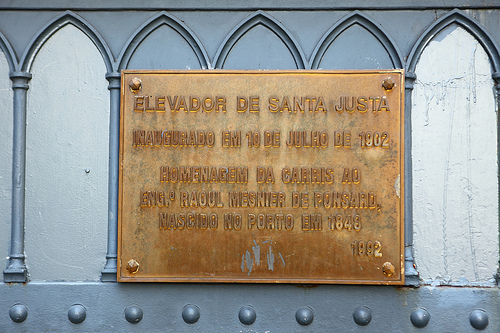 ELEVADOR DE SANTA JUSTA
INAUGURADO EM 10 DE JULHO DE 1902
HOMENAGEM DA CARRIS AO
ENG.º RAOUL MESNIER DE PONSARD,
NASCIDO NO PORTO EM 1849
1992